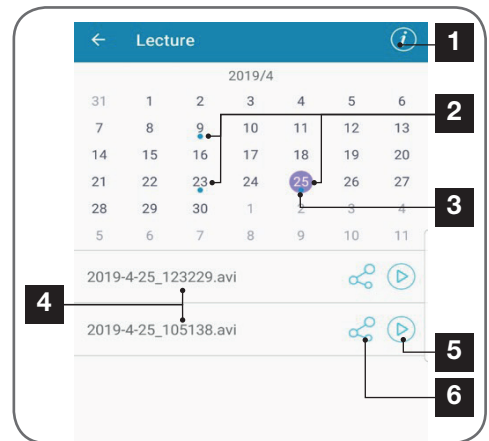 ← Lecture i 1
2019/4
31 1 2 3 4 5 6
2
7 8 9 10 11 12 13
14 15 16 17 18 19 20
21 22 23 24 25 26 27
28 29 30 1 2 3 4
3
5 6 7 8 9 10 11
2019-4-25_123229.avi
4
2019-4-25_105138.avi
5
6